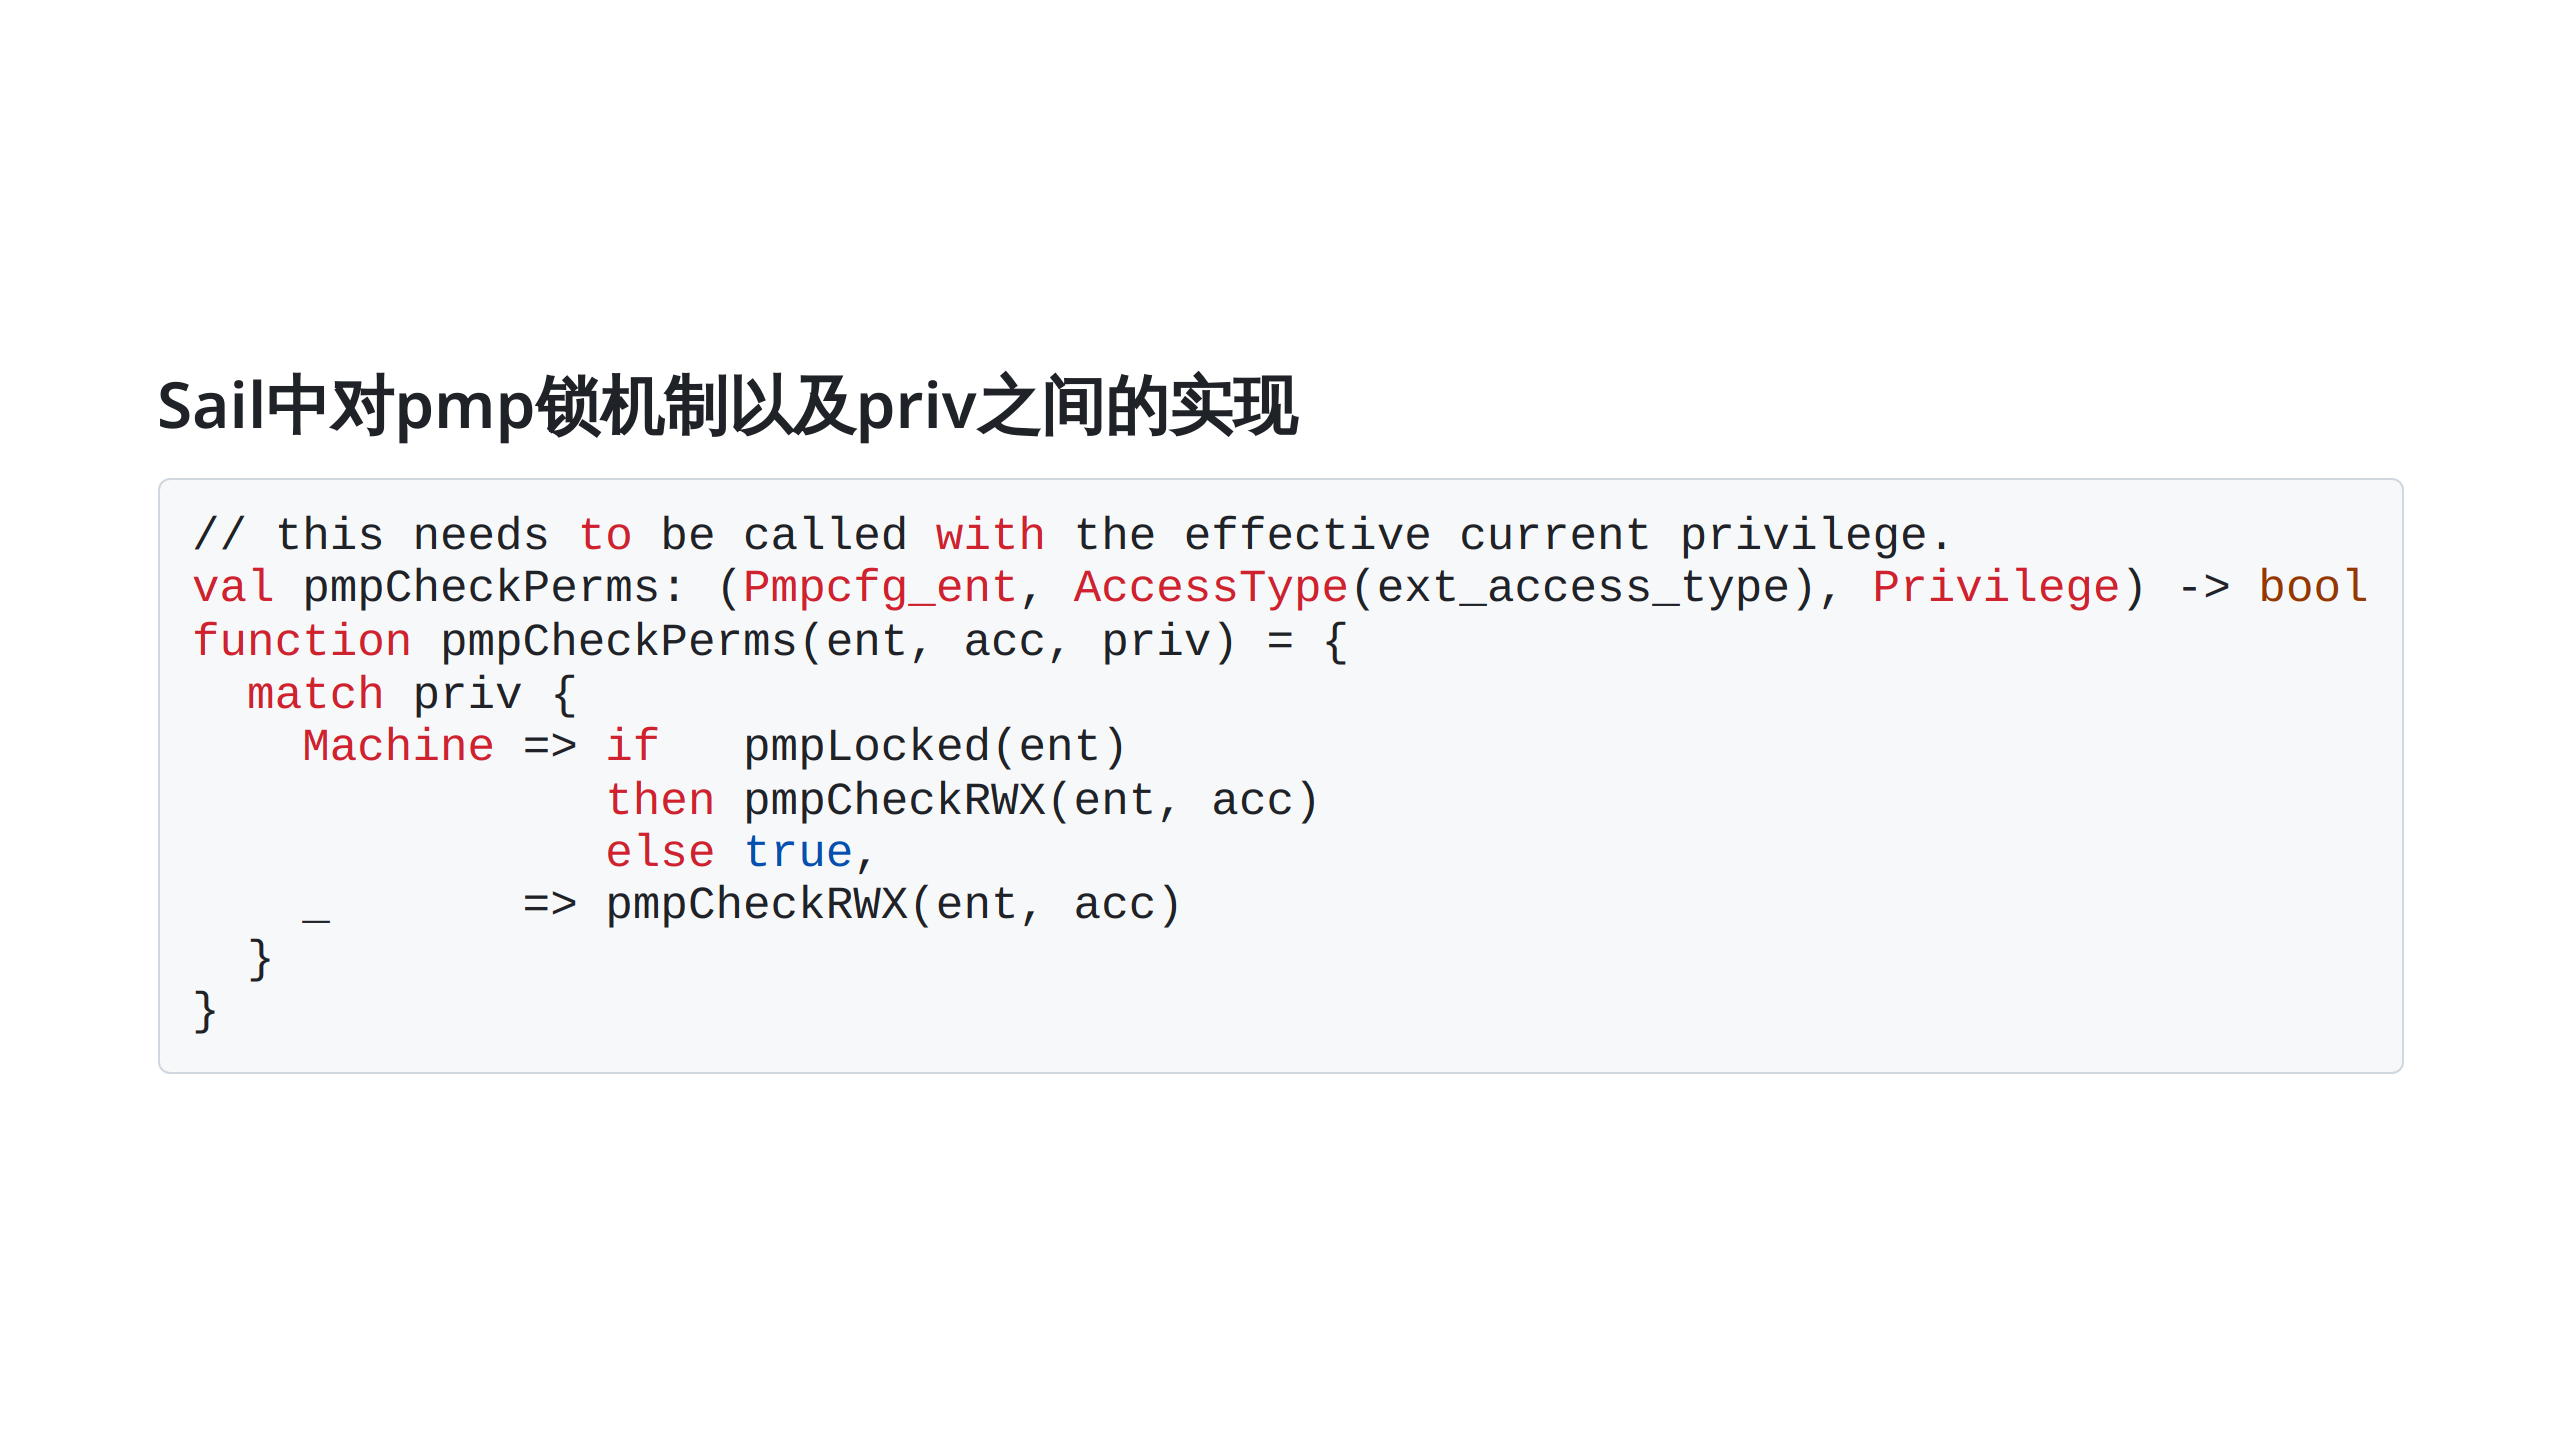 Sail中对pmp锁机制以及priv之间的实现
// this needs to be called with the effective current privilege.
val pmpCheckPerms: (Pmpcfg_ent, AccessType(ext_access_type), Privilege) -> bool
function pmpCheckPerms(ent, acc, priv) = {
  match priv {
    Machine => if   pmpLocked(ent)
               then pmpCheckRWX(ent, acc)
               else true,
    _       => pmpCheckRWX(ent, acc)
  }
}